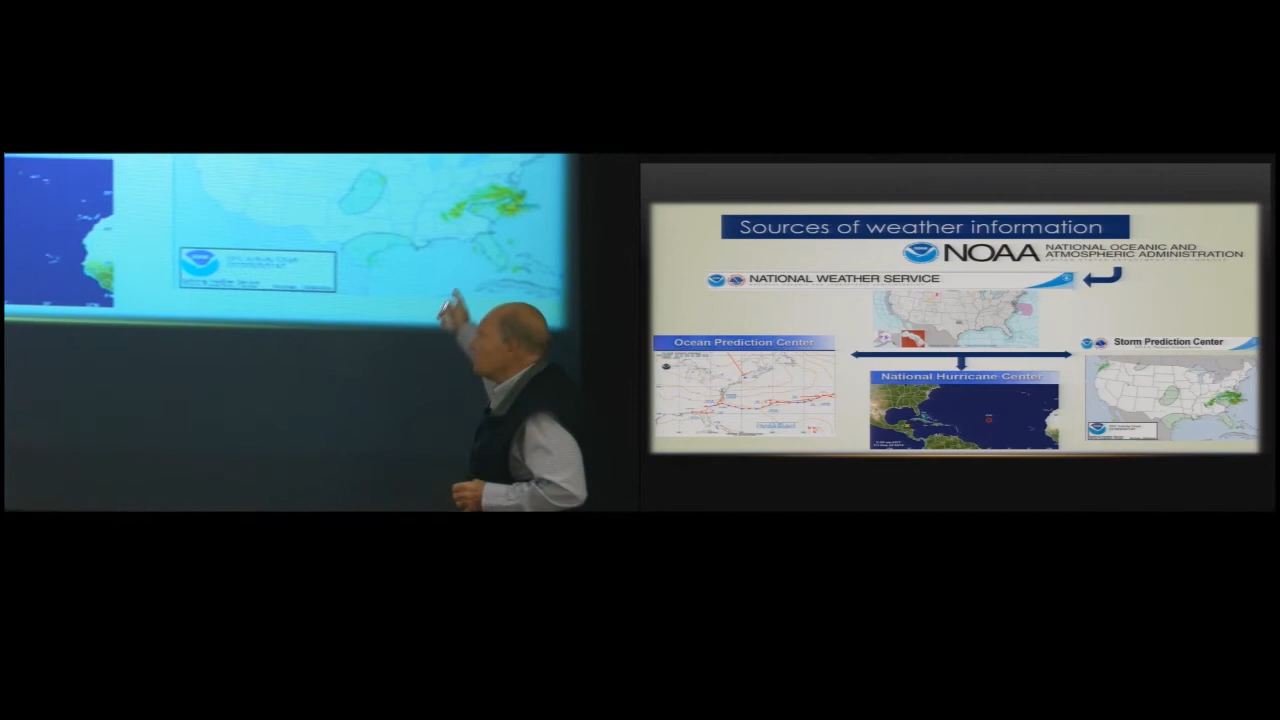 Sources of weather information
NOAA
NATIONAL OCEANIC AND
ATMOSPHERIC ADMINISTRATION
NATIONAL WEATHER SERVICE
Ocean Prediction Center
Storm Prediction Center
National Hurricane Center